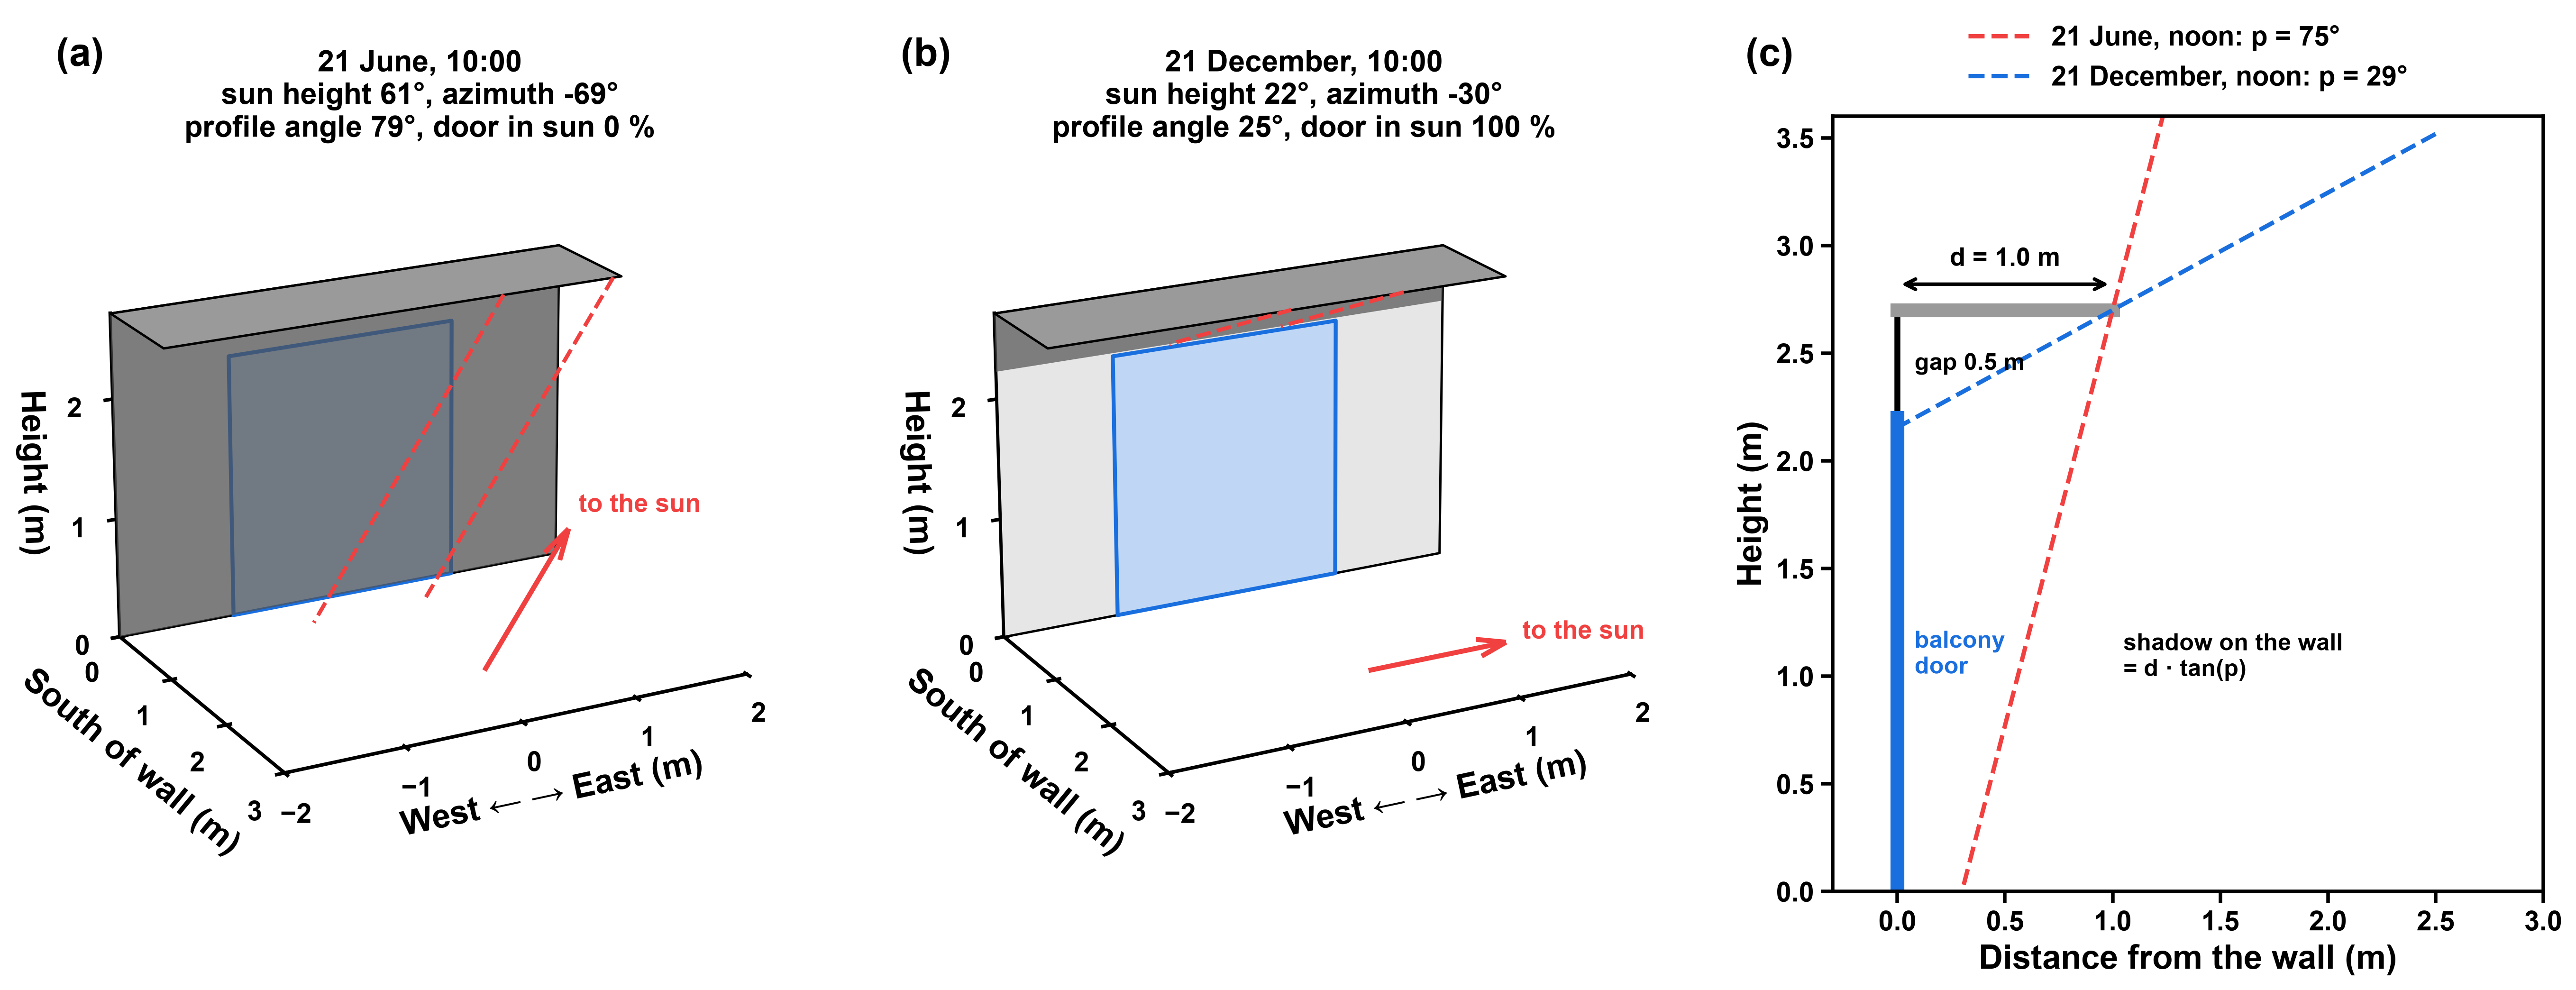 (a)
21 June, 10:00
sun height 61°, azimuth -69°
profile angle 79°, door in sun 0 %
Height (m)
2
1
0
0
1
2
3
South of wall (m)
−2
−1
0
1
2
West ←→ East (m)
to the sun
(b)
21 December, 10:00
sun height 22°, azimuth -30°
profile angle 25°, door in sun 100 %
Height (m)
2
1
0
0
1
2
3
South of wall (m)
−2
−1
0
1
2
West ←→ East (m)
to the sun
(c)
21 June, noon: p = 75°
21 December, noon: p = 29°
Height (m)
3.5
3.0
2.5
2.0
1.5
1.0
0.5
0.0
d = 1.0 m
gap 0.5 m
balcony
door
shadow on the wall
= d · tan(p)
0.0
0.5
1.0
1.5
2.0
2.5
3.0
Distance from the wall (m)